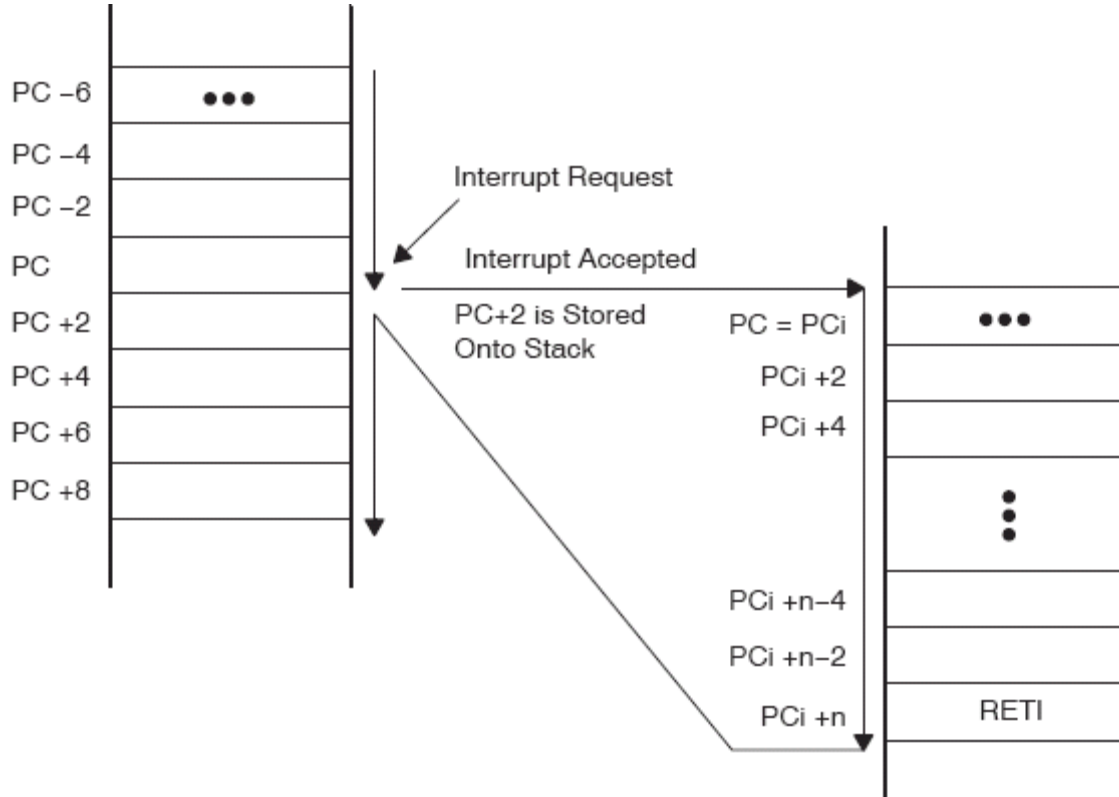 PC −6
PC −4
PC −2
PC
PC +2
PC +4
PC +6
PC +8
Interrupt Request
Interrupt Accepted
PC+2 is Stored
Onto Stack
PC = PCi
PCi +2
PCi +4
PCi +n−4
PCi +n−2
PCi +n
RETI